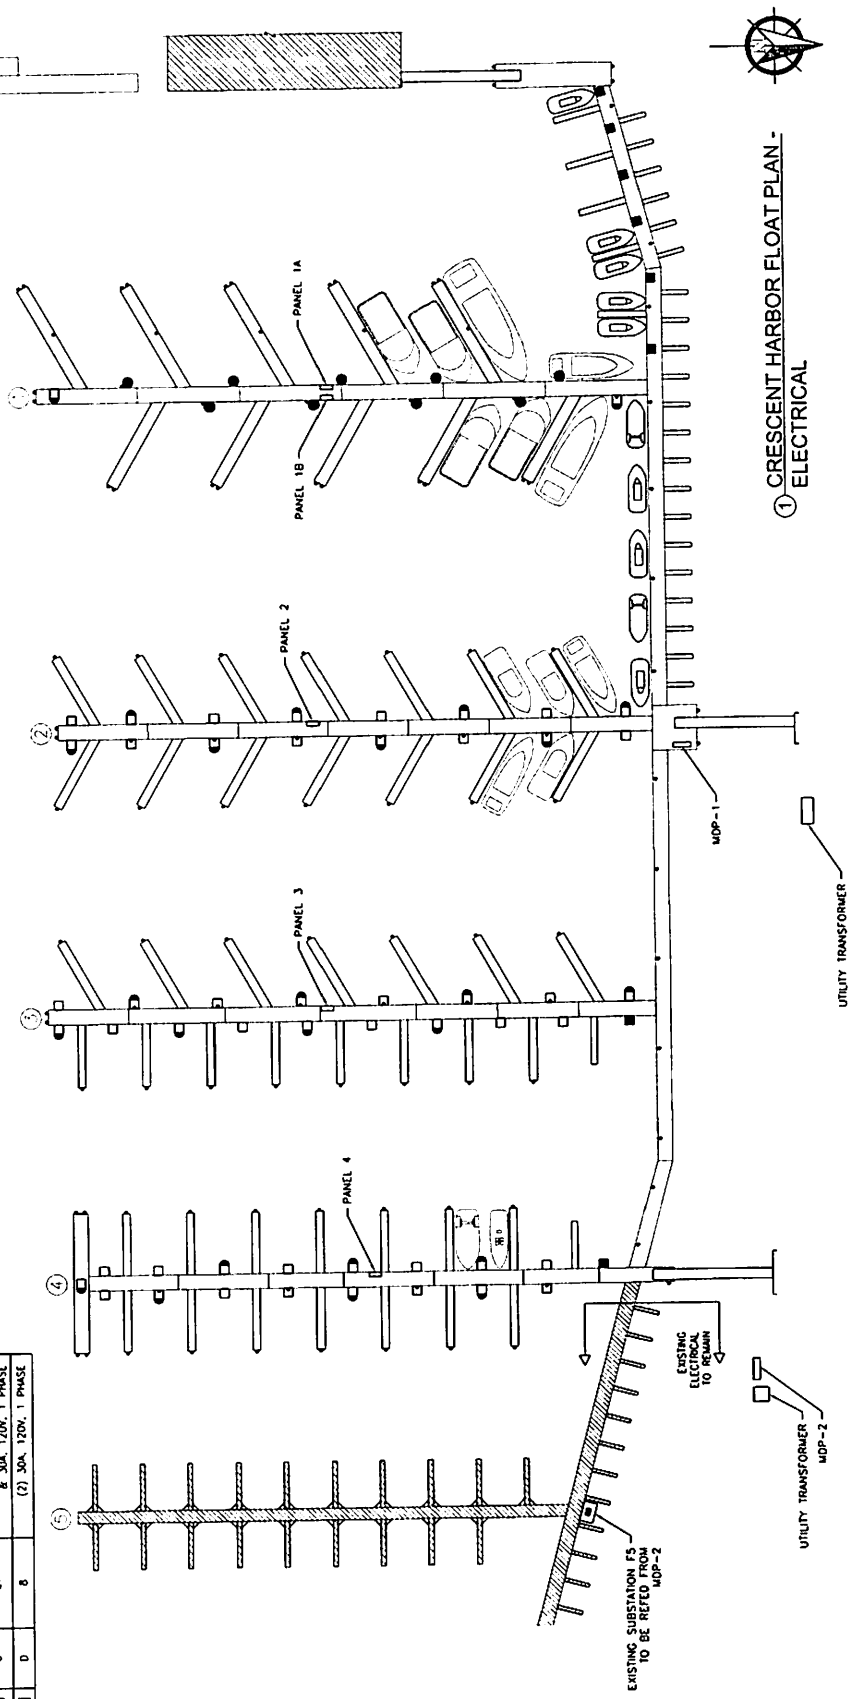 1 CRESCENT HARBOR FLOAT PLAN -
ELECTRICAL
N
& 30A, 120V, 1 PHASE
D 8 (2) 30A, 120V, 1 PHASE
5
4
3
2
1
PANEL 4
PANEL 3
PANEL 2
PANEL 1B
PANEL 1A
EXISTING
ELECTRICAL
TO REMAIN
EXISTING SUBSTATION F5
TO BE REFED FROM
MDP-2
MDP-1
UTILITY TRANSFORMER
MDP-2
UTILITY TRANSFORMER